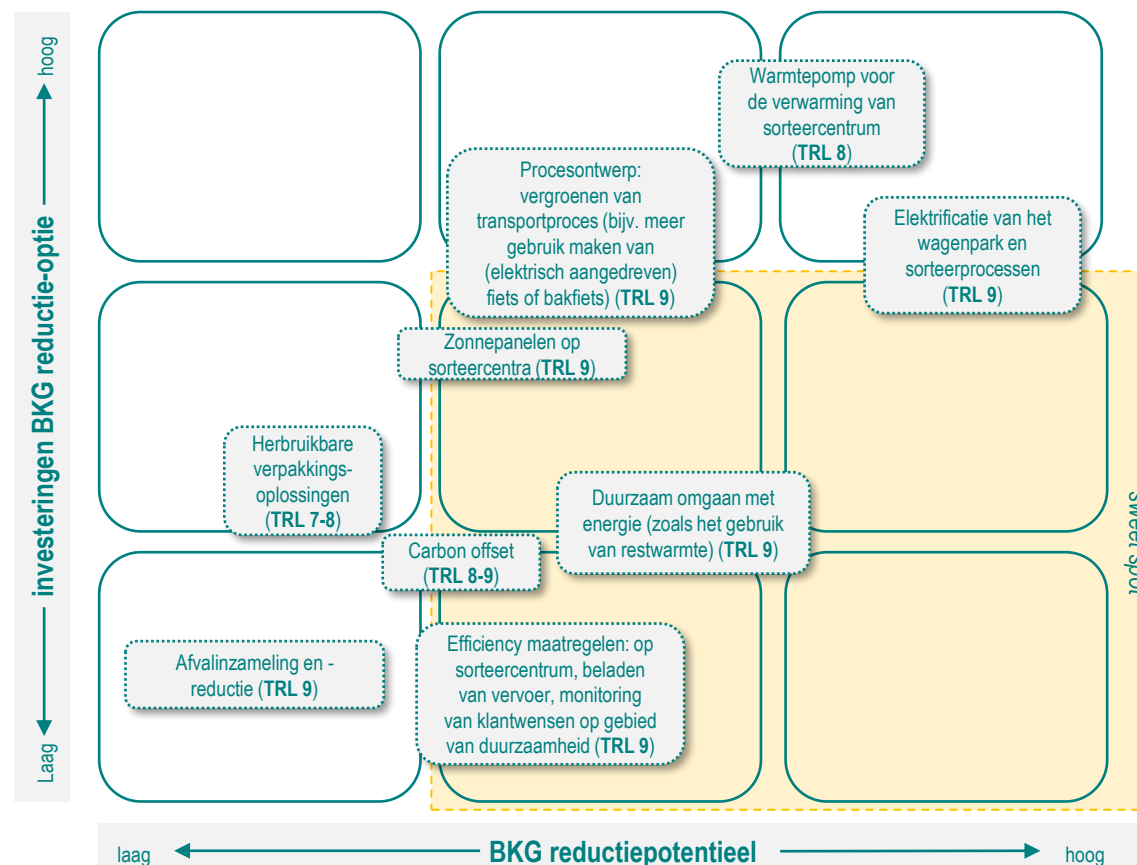 hoog
investeringen BKG reductie-optie
Laag
Warmtepomp voor
de verwarming van
sorteercentrum
(TRL 8)
Procesontwerp:
vergroenen van
transportproces (bijv. meer
gebruik maken van
(elektrisch aangedreven)
fiets of bakfiets) (TRL 9)
Elektrificatie van het
wagenpark en
sorteerprocessen
(TRL 9)
Zonnepanelen op
sorteercentra (TRL 9)
Herbruikbare
verpakkings-
oplossingen
(TRL 7-8)
Duurzaam omgaan met
energie (zoals het gebruik
van restwarmte) (TRL 9)
sweet spot
Carbon offset
(TRL 8-9)
Afvalinzameling en -
reductie (TRL 9)
Efficiency maatregelen: op
sorteercentrum, beladen
van vervoer, monitoring
van klantwensen op gebied
van duurzaamheid (TRL 9)
laag
BKG reductiepotentieel
hoog